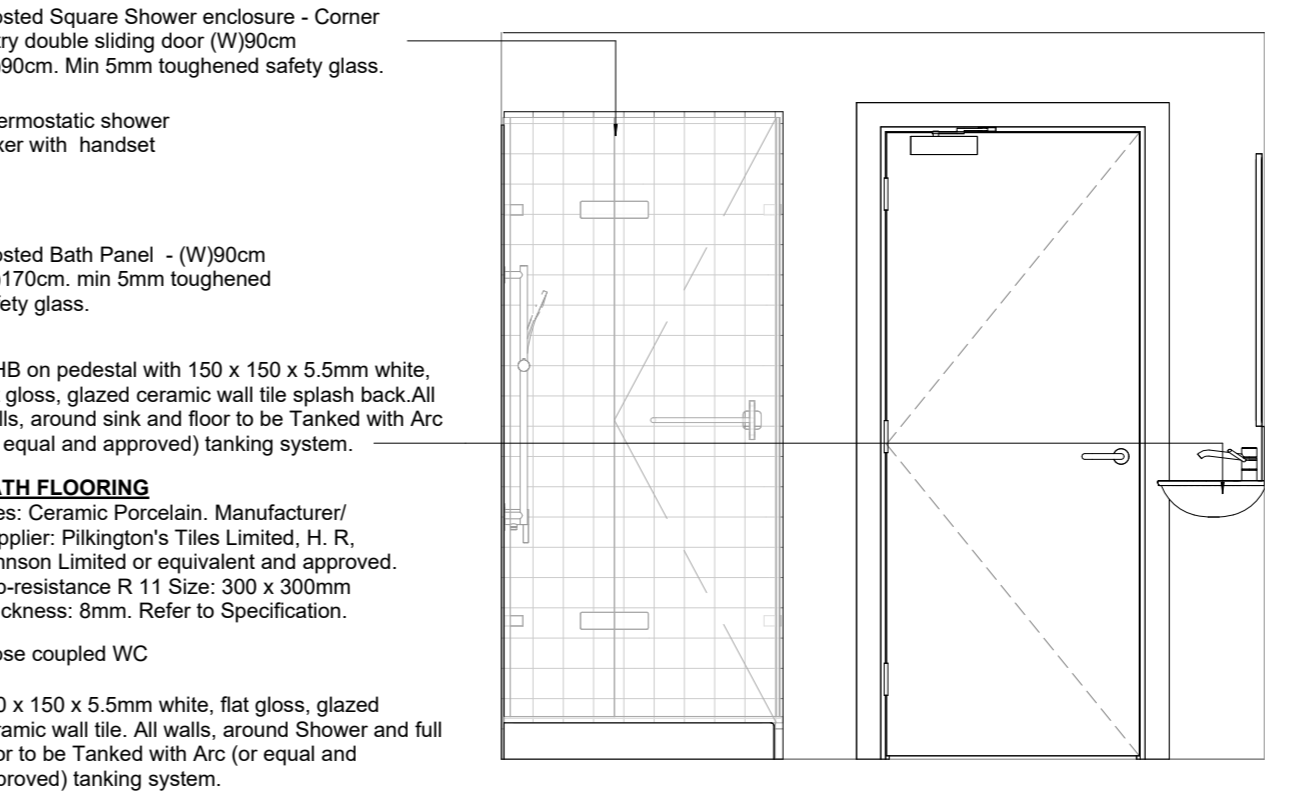 osted Square Shower enclosure - Corner
try double sliding door (W)90cm
)90cm. Min 5mm toughened safety glass.
ermostatic shower
xer with handset
osted Bath Panel - (W)90cm
)170cm. min 5mm toughened
fety glass.
HB on pedestal with 150 x 150 x 5.5mm white,
t gloss, glazed ceramic wall tile splash back.All
lls, around sink and floor to be Tanked with Arc
equal and approved) tanking system.
ATH FLOORING
es: Ceramic Porcelain. Manufacturer/
pplier: Pilkington's Tiles Limited, H. R,
hnson Limited or equivalent and approved.
p-resistance R 11 Size: 300 x 300mm
ickness: 8mm. Refer to Specification.
ose coupled WC
0 x 150 x 5.5mm white, flat gloss, glazed
ramic wall tile. All walls, around Shower and full
or to be Tanked with Arc (or equal and
proved) tanking system.